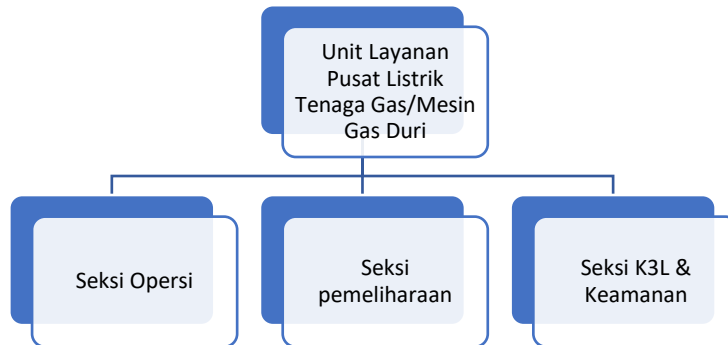 Unit Layanan
Pusat Listrik
Tenaga Gas/Mesin
Gas Duri
Seksi Opersi
Seksi
pemeliharaan
Seksi K3L &
Keamanan